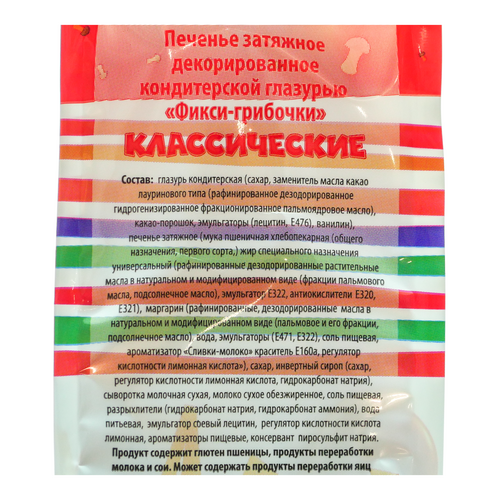 Печенье затяжное
декорированное
кондитерской глазурью
«Фикси-грибочки»
КЛАССИЧЕСКИЕ
Состав: глазурь кондитерская (сахар, заменитель масла какао
лауринового типа (рафинированное дезодорированное
гидрогенизированное фракционированное пальмоядровое масло),
какао-порошок, эмульгаторы (лецитин, Е476), ванилин),
печенье затяжное (мука пшеничная хлебопекарная (общего
назначения, первого сорта,) жир специального назначения
универсальный (рафинированные дезодорированные растительные
масла в натуральном и модифицированном виде (фракции пальмового
масла, подсолнечное масло), эмульгатор Е322, антиокислители Е320,
Е321), маргарин (рафинированные, дезодорированные масла в
натуральном и модифицированном виде (пальмовое и его фракции,
подсолнечное масло), вода, эмульгаторы (Е471, Е322), соль пищевая,
ароматизатор «Сливки-молоко» краситель Е160а, регулятор
кислотности лимонная кислота»), сахар, инвертный сироп (сахар,
регулятор кислотности лимонная кислота, гидрокарбонат натрия),
сыворотка молочная сухая, молоко сухое обезжиренное, соль пищевая,
разрыхлители (гидрокарбонат натрия, гидрокарбонат аммония), вода
питьевая, эмульгатор соевый лецитин, регулятор кислотности кислота
лимонная, ароматизаторы пищевые, консервант пиросульфит натрия.
Продукт содержит глютен пшеницы, продукты переработки
молока и сои. Может содержать продукты переработки яиц